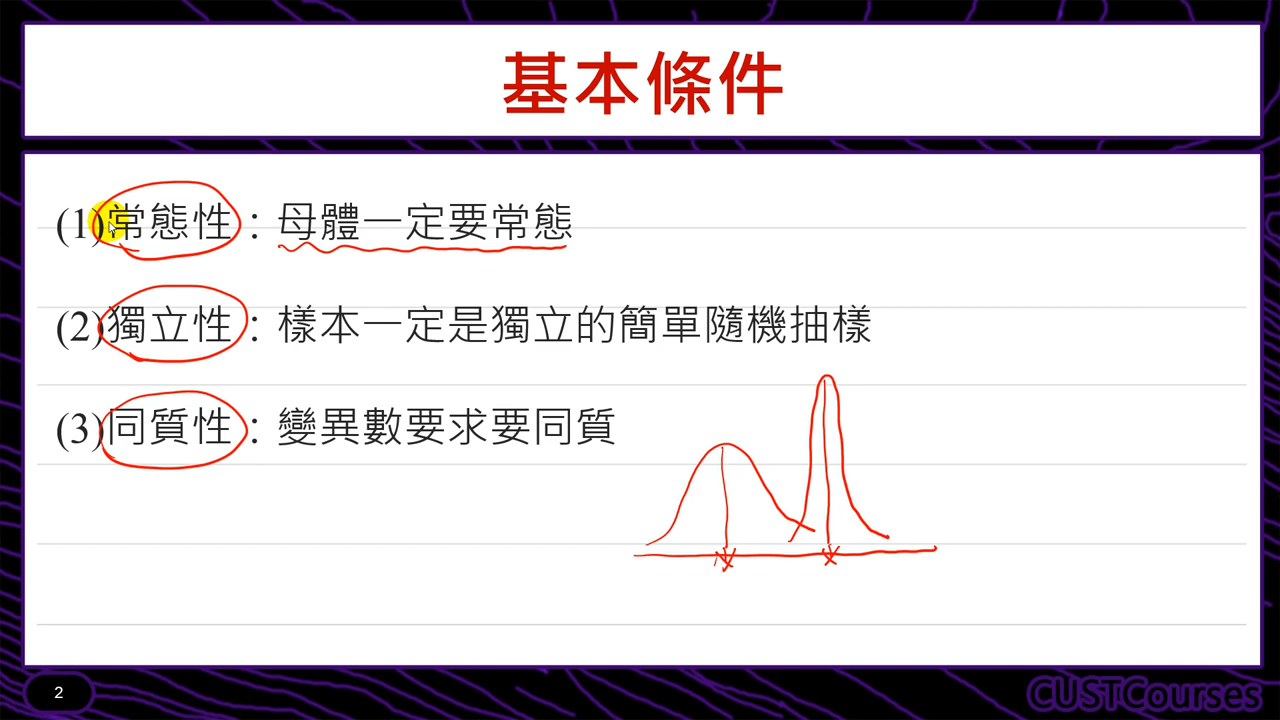 基本條件
(1)常態性：母體一定要常態
(2)獨立性：樣本一定是獨立的簡單隨機抽樣
(3)同質性：變異數要求要同質
2
CUSTCourses